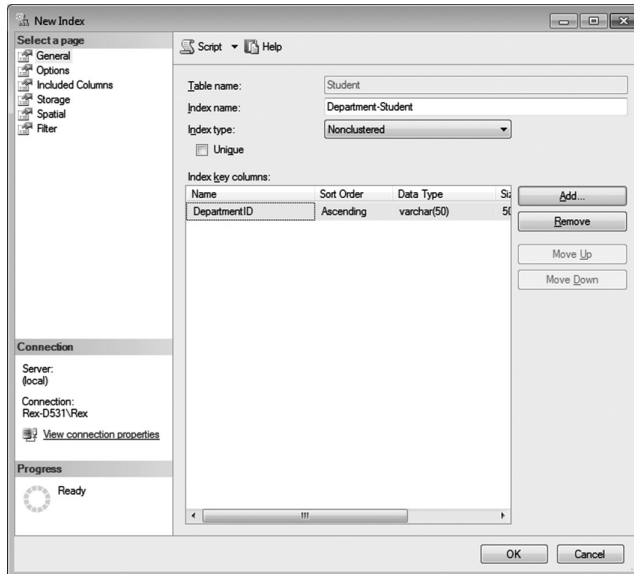 New Index
Select a page
General
Options
Included Columns
Storage
Spatial
Filter
Script Help
Table name: Student
Index name: Department-Student
Index type: Nonclustered
Unique
Index key columns:
Name Sort Order Data Type Siz
DepartmentID Ascending varchar(50) 50
Add...
Remove
Move Up
Move Down
Connection
Server:
(local)
Connection:
Rex-D531\Rex
View connection properties
Progress
Ready
OK Cancel